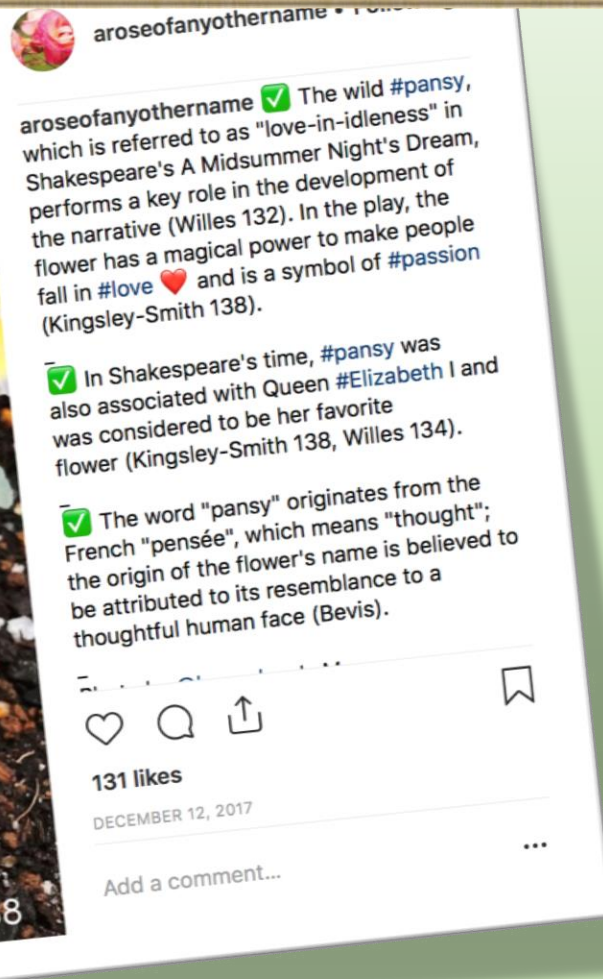 aroseofanyothername •
aroseofanyothername ✅ The wild #pansy,
which is referred to as "love-in-idleness" in
Shakespeare's A Midsummer Night's Dream,
performs a key role in the development of
the narrative (Willes 132). In the play, the
flower has a magical power to make people
fall in #love ❤️ and is a symbol of #passion
(Kingsley-Smith 138).
–
✅ In Shakespeare's time, #pansy was
also associated with Queen #Elizabeth I and
was considered to be her favorite
flower (Kingsley-Smith 138, Willes 134).
–
✅ The word "pansy" originates from the
French "pensée", which means "thought";
the origin of the flower's name is believed to
be attributed to its resemblance to a
thoughtful human face (Bevis).
–
131 likes
DECEMBER 12, 2017
Add a comment...
8